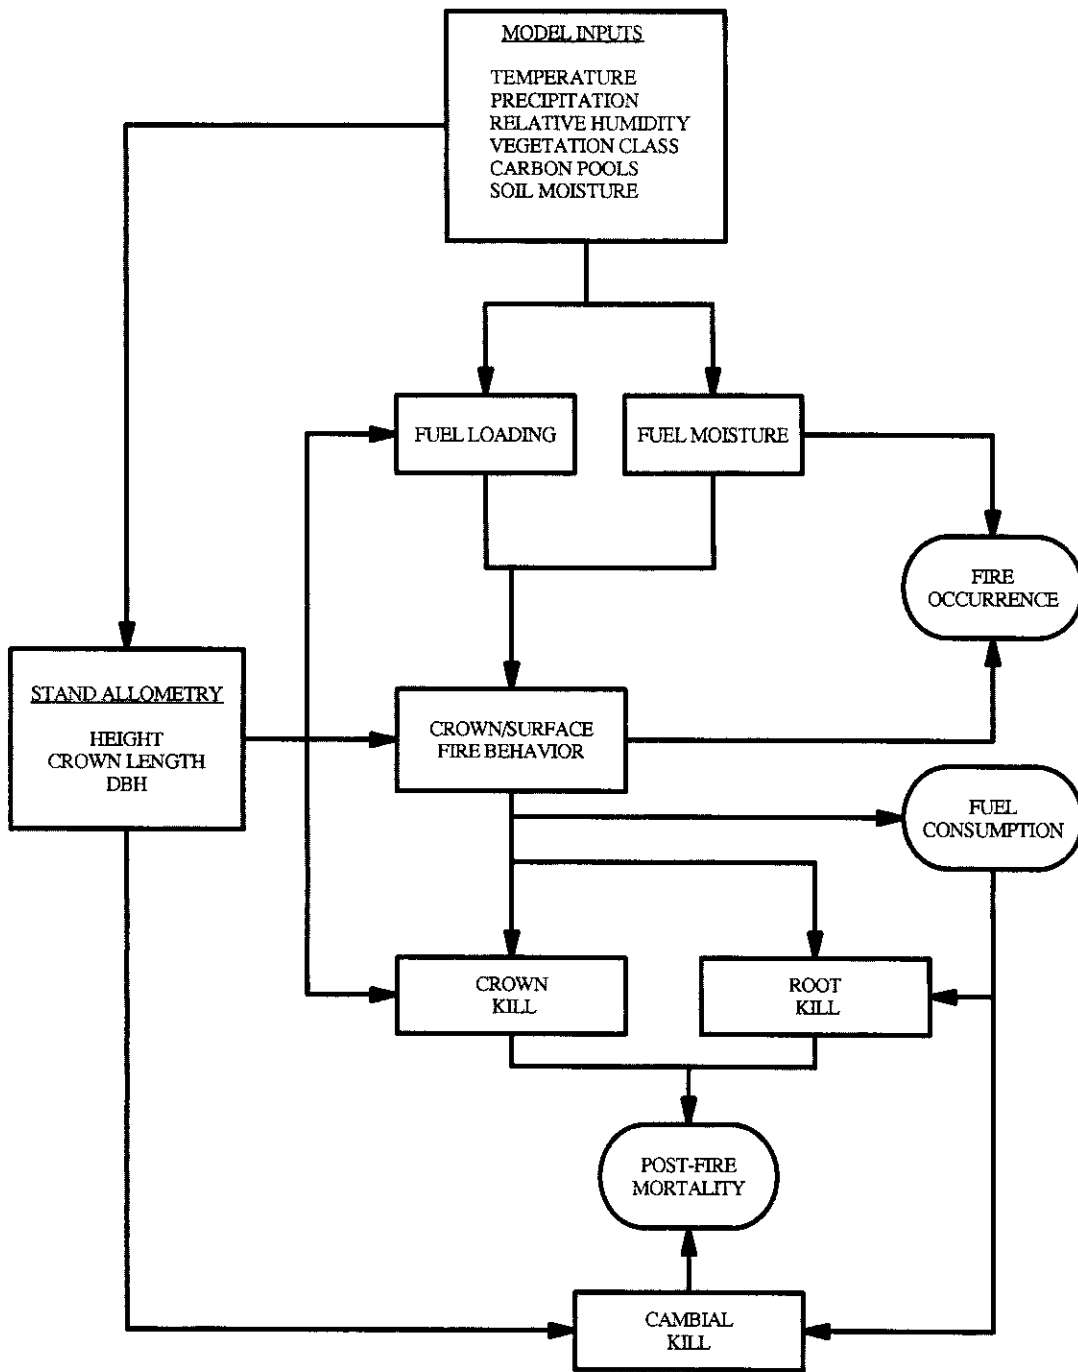 MODEL INPUTS
TEMPERATURE
PRECIPITATION
RELATIVE HUMIDITY
VEGETATION CLASS
CARBON POOLS
SOIL MOISTURE
FUEL LOADING
FUEL MOISTURE
FIRE
OCCURRENCE
STAND ALLOMETRY
HEIGHT
CROWN LENGTH
DBH
CROWN/SURFACE
FIRE BEHAVIOR
FUEL
CONSUMPTION
CROWN
KILL
ROOT
KILL
POST-FIRE
MORTALITY
CAMBIAL
KILL